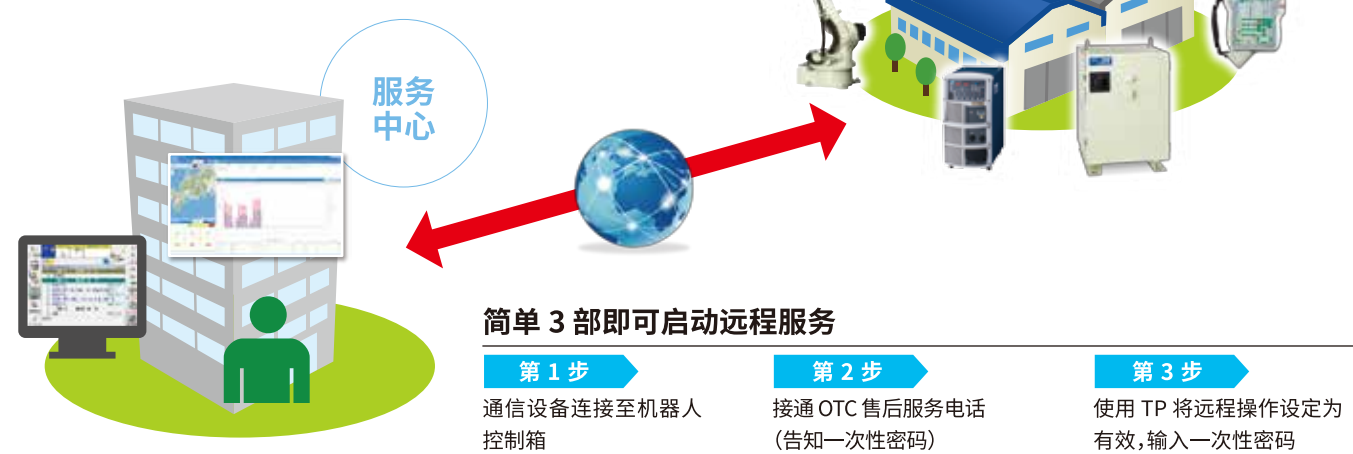 服务
中心
简单 3 部即可启动远程服务
第 1 步
通信设备连接至机器人
控制箱
第 2 步
接通 OTC 售后服务电话
（告知一次性密码）
第 3 步
使用 TP 将远程操作设定为
有效，输入一次性密码